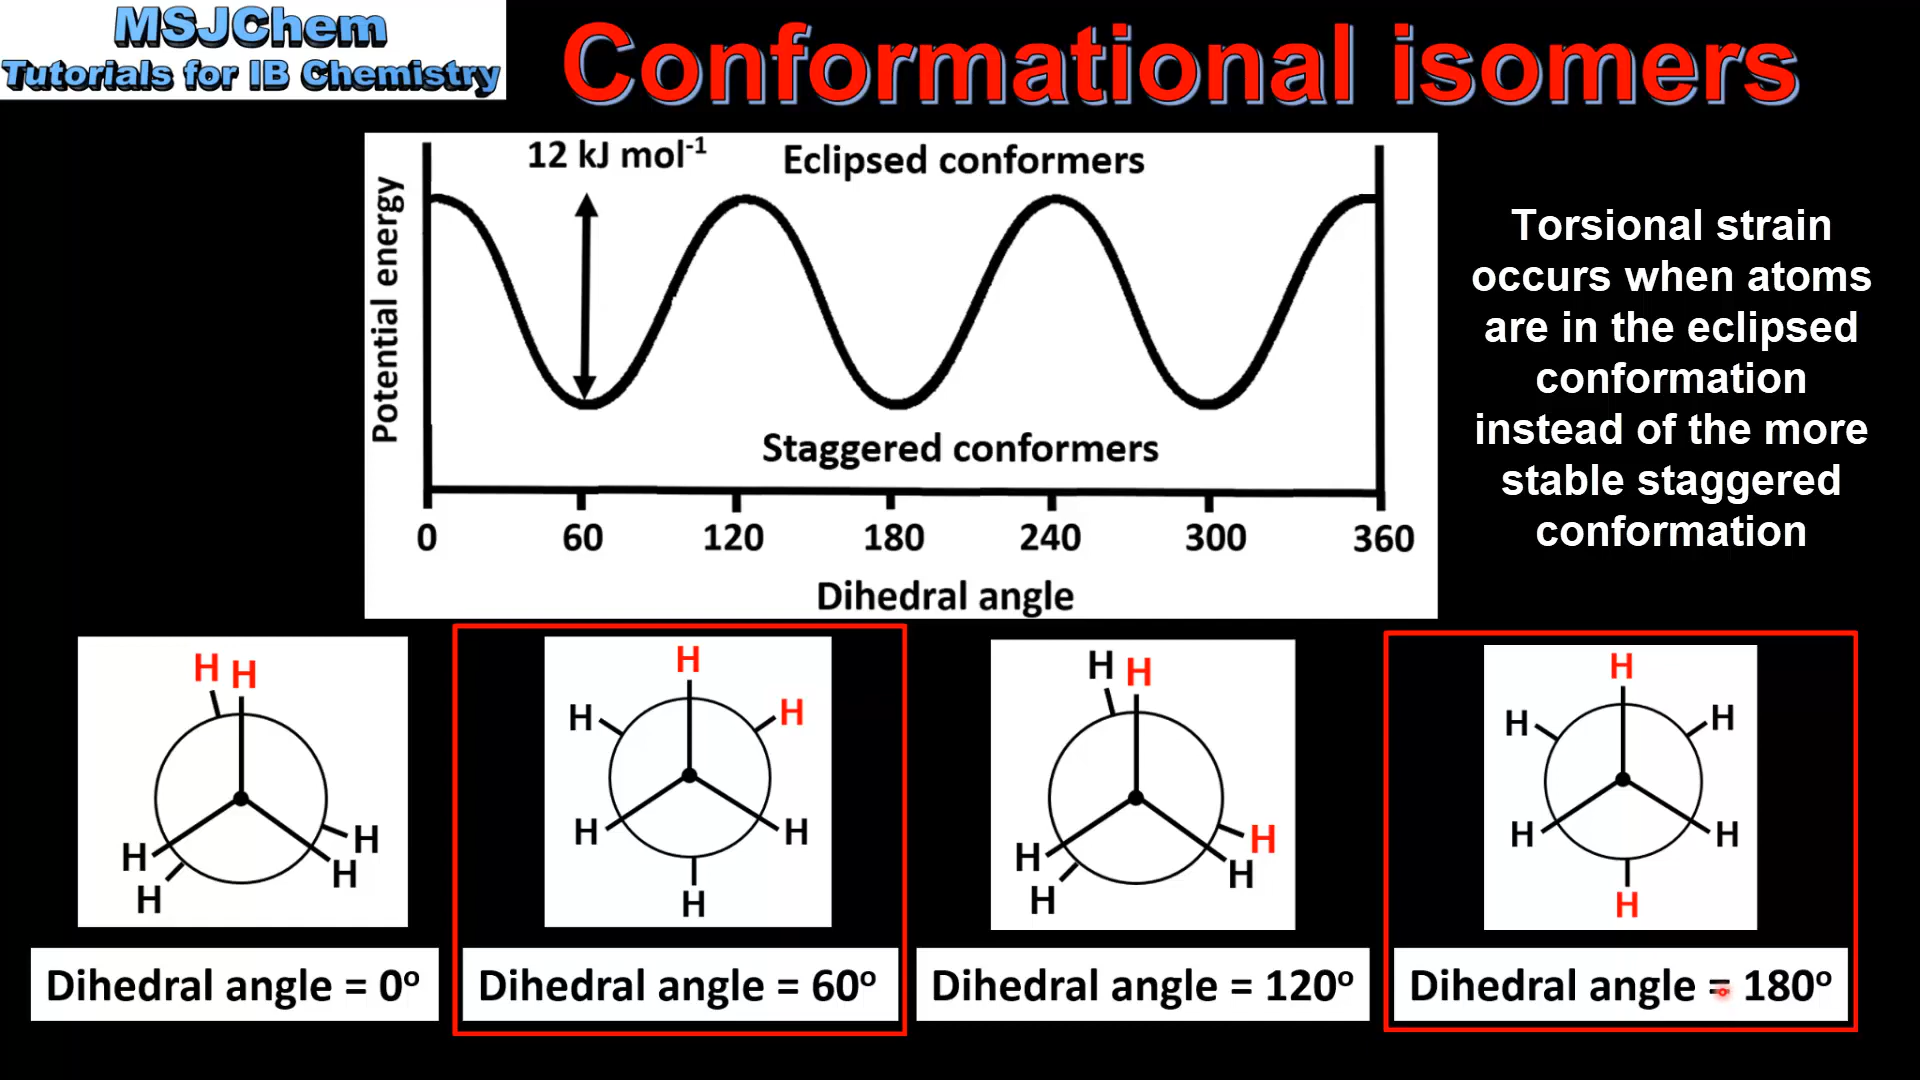 MSJChem
Tutorials for IB Chemistry
Conformational isomers
12 kJ mol⁻¹
Eclipsed conformers
Potential energy
Staggered conformers
0 60 120 180 240 300 360
Dihedral angle
Torsional strain
occurs when atoms
are in the eclipsed
conformation
instead of the more
stable staggered
conformation
H H
H
H
H
H
Dihedral angle = 0º
H
H
H
H
H
H
Dihedral angle = 60º
H H
H
H
H
H
Dihedral angle = 120º
H
H
H
H
H
H
Dihedral angle = 180º